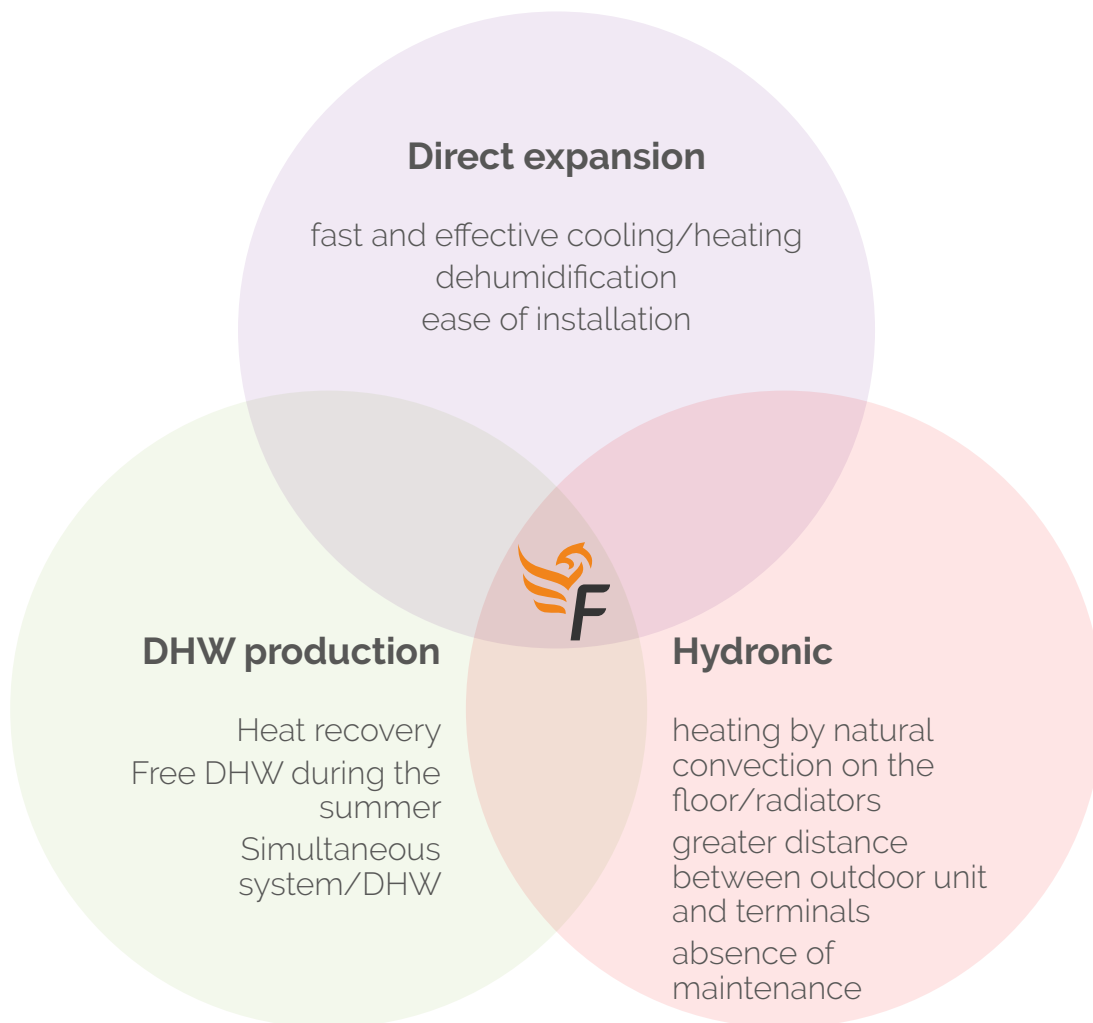 Direct expansion
fast and effective cooling/heating
dehumidification
ease of installation
F
DHW production
Heat recovery
Free DHW during the
summer
Simultaneous
system/DHW
Hydronic
heating by natural
convection on the
floor/radiators
greater distance
between outdoor unit
and terminals
absence of
maintenance